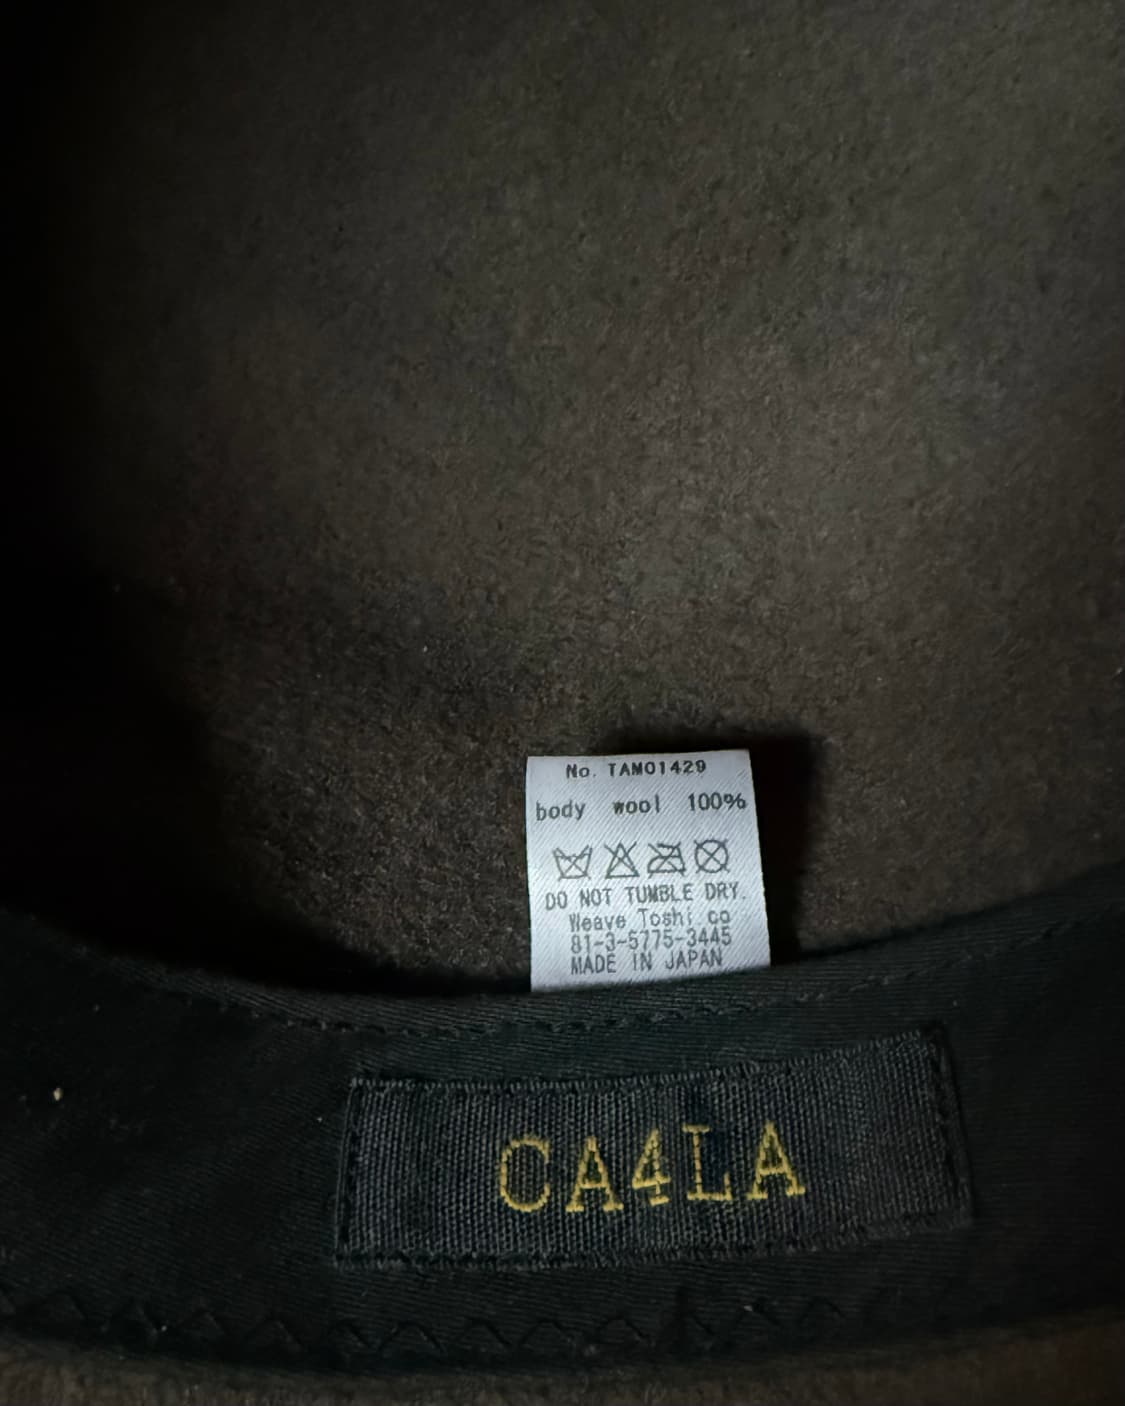 No. TAM01429
body wool 100%
DO NOT TUMBLE DRY.
Weave Toshi co
81-3-5775-3445
MADE IN JAPAN
CA4LA